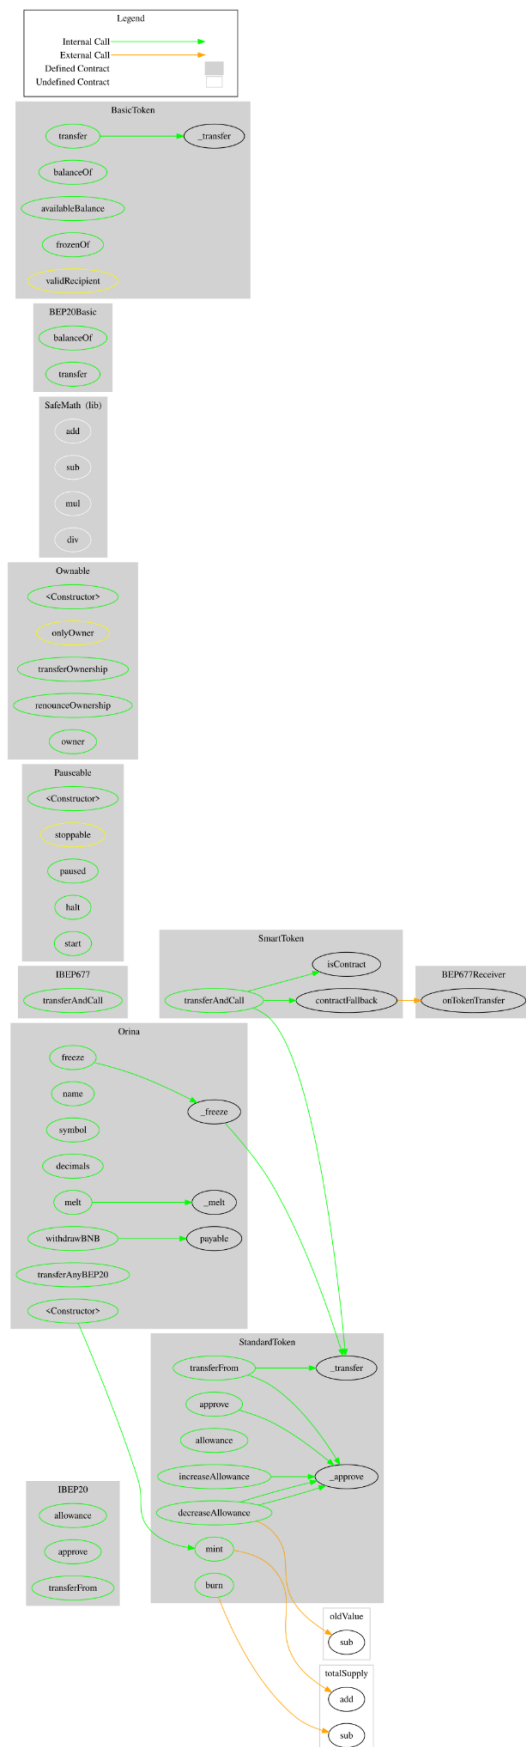 Legend
Internal Call
External Call
Defined Contract
Undefined Contract
BasicToken
transfer
_transfer
balanceOf
availableBalance
frozenOf
validRecipient
BEP20Basic
balanceOf
transfer
SafeMath (lib)
add
sub
mul
div
Ownable
<Constructor>
onlyOwner
transferOwnership
renounceOwnership
owner
Pauseable
<Constructor>
stoppable
paused
halt
start
SmartToken
isContract
transferAndCall
contractFallback
IBEP677
transferAndCall
BEP677Receiver
onTokenTransfer
Orina
freeze
_freeze
name
symbol
decimals
melt
_melt
withdrawBNB
payable
transferAnyBEP20
<Constructor>
StandardToken
transferFrom
_transfer
approve
allowance
increaseAllowance
_approve
decreaseAllowance
mint
burn
IBEP20
allowance
approve
transferFrom
oldValue
sub
totalSupply
add
sub